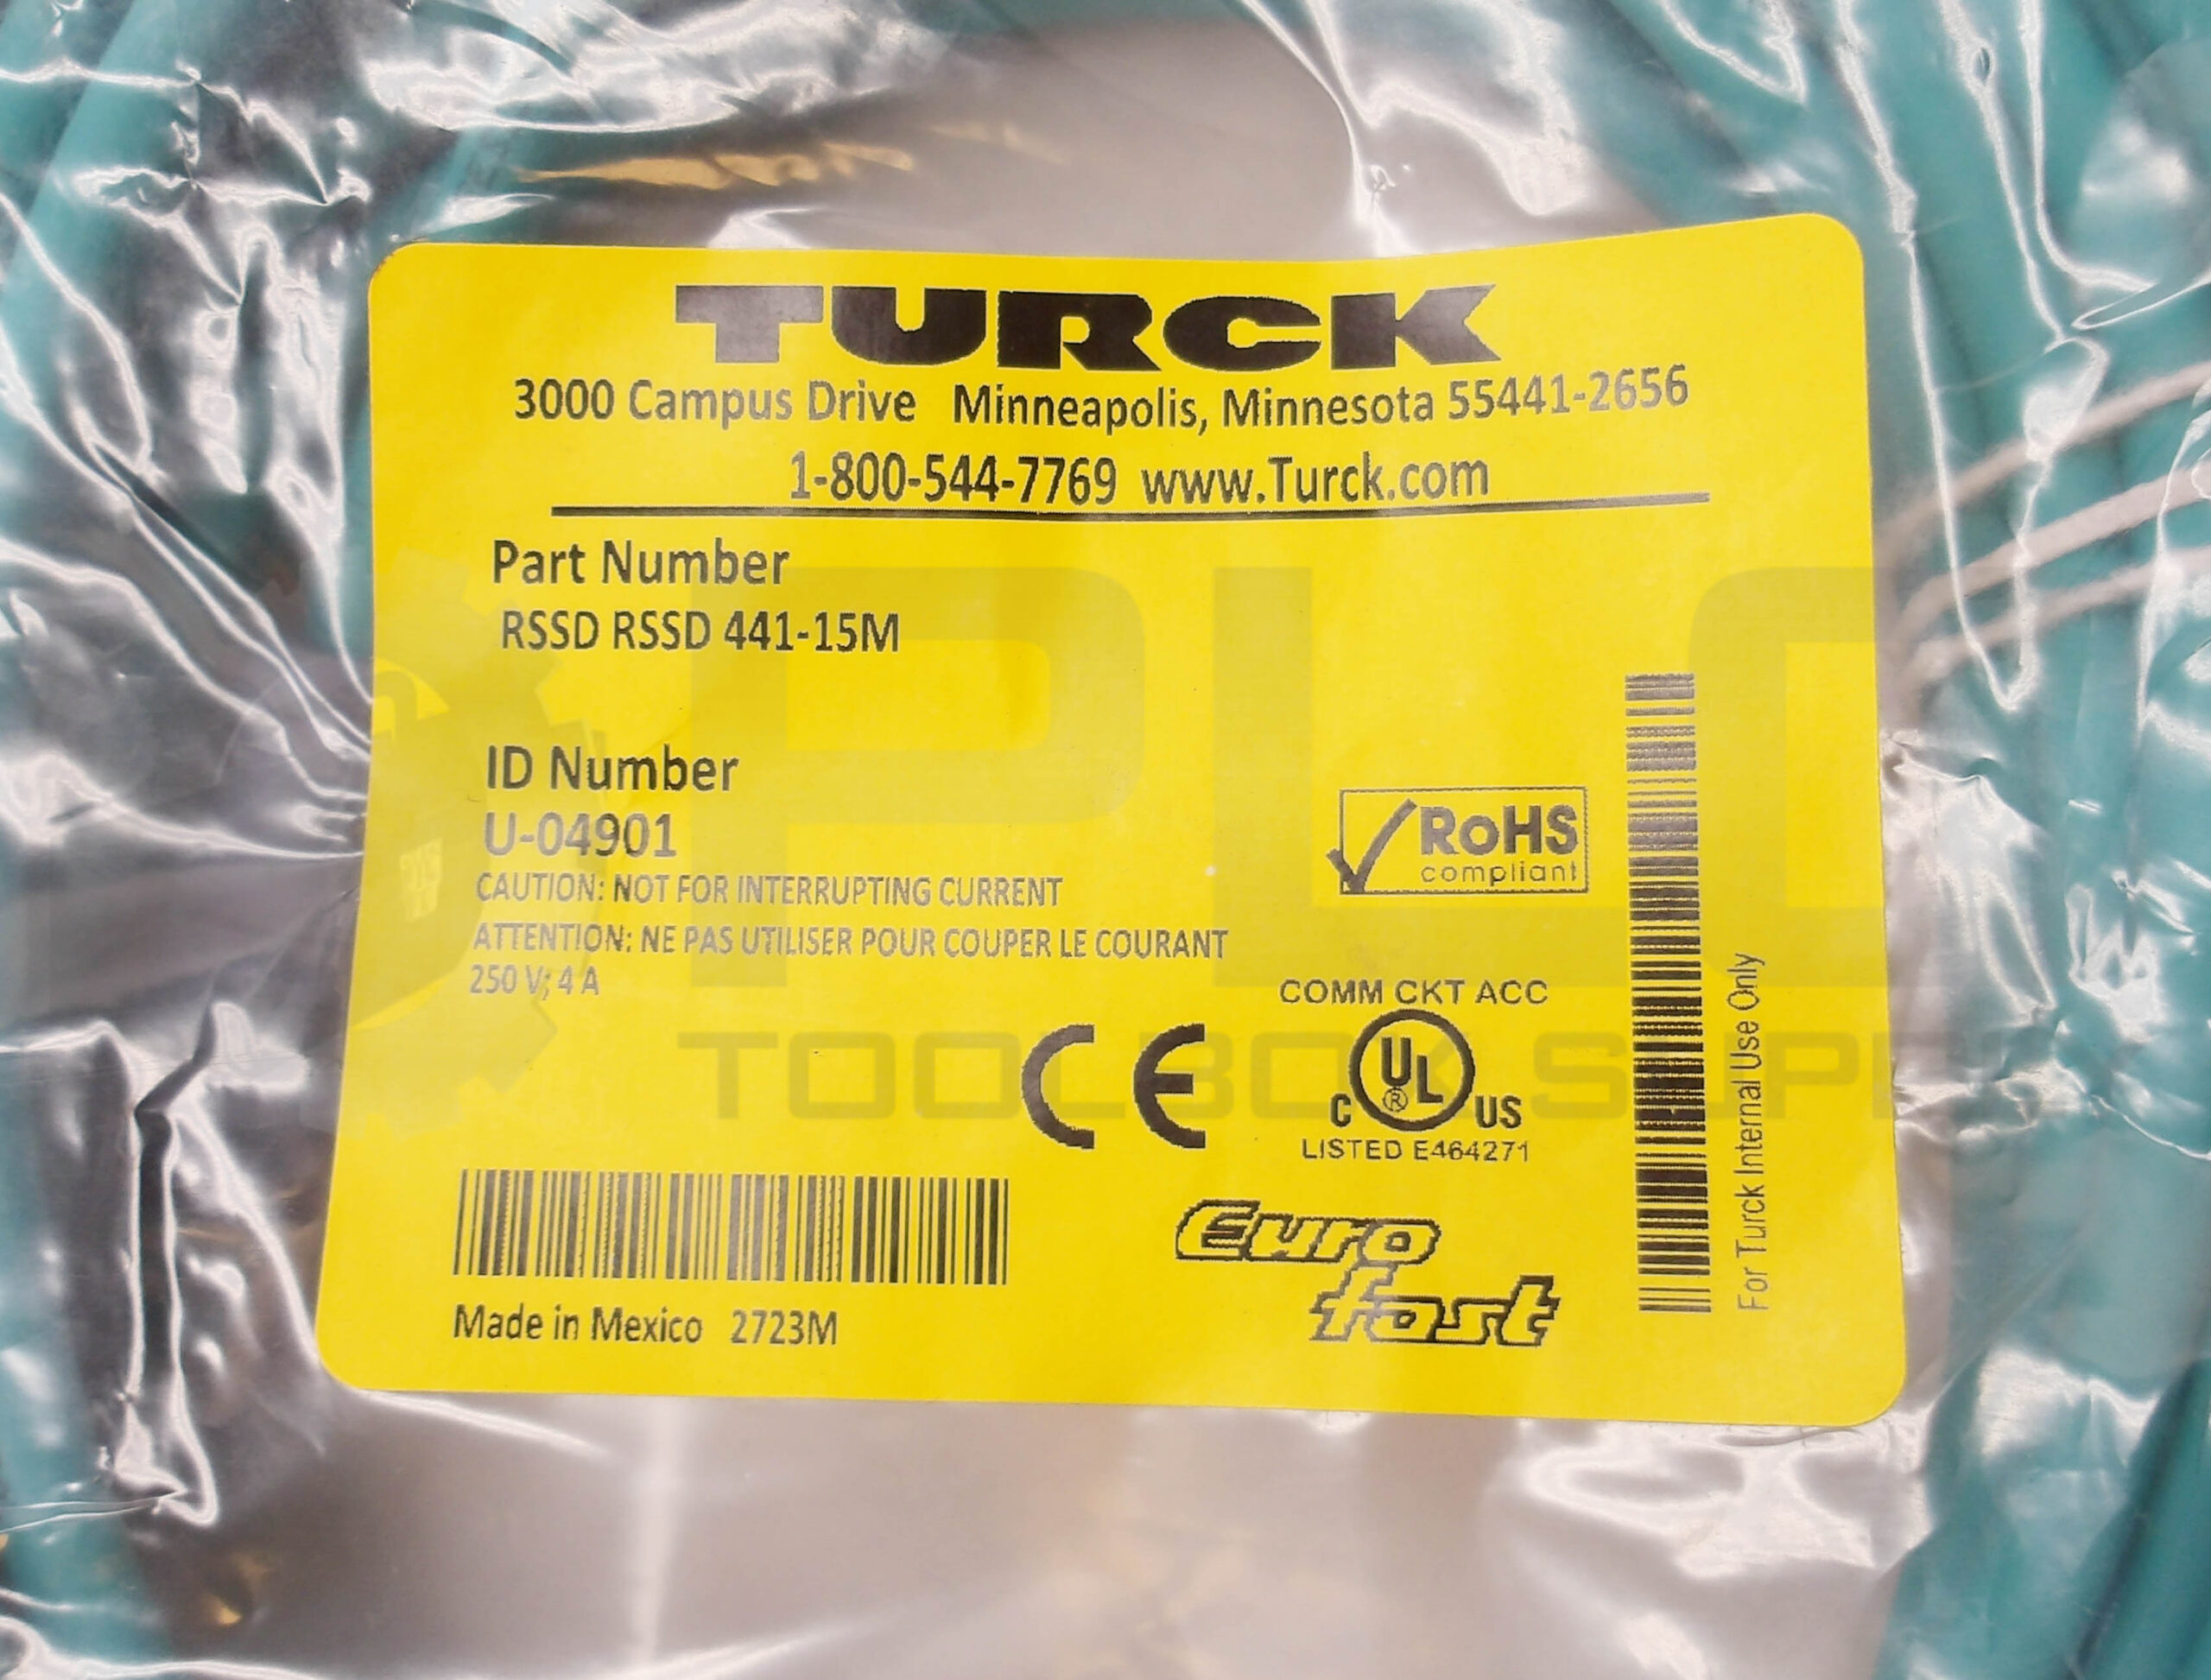 TURCK
3000 Campus Drive Minneapolis, Minnesota 55441-2656
1-800-544-7769 www.Turck.com
Part Number
RSSD RSSD 441-15M
ID Number
U-04901
CAUTION: NOT FOR INTERRUPTING CURRENT
ATTENTION: NE PAS UTILISER POUR COUPER LE COURANT
250 V; 4 A
RoHS
compliant
COMM CKT ACC
CE
C UL ® US
LISTED E464271
Euro
fast
Made in Mexico 2723M
For Turck Internal Use Only
PLC
TOOLBOX SUPP